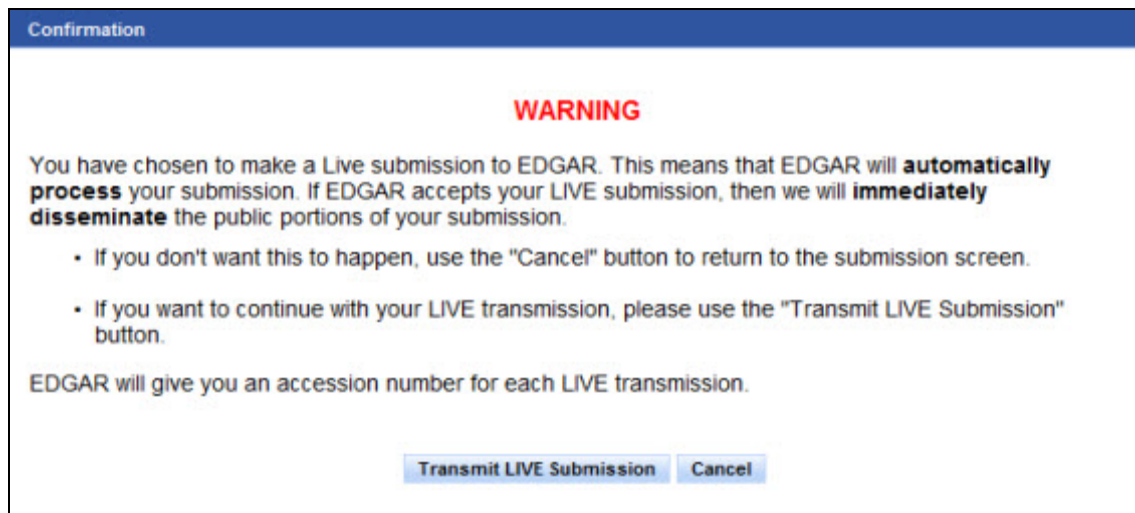 Confirmation
WARNING
You have chosen to make a Live submission to EDGAR. This means that EDGAR will automatically
process your submission. If EDGAR accepts your LIVE submission, then we will immediately
disseminate the public portions of your submission.
• If you don't want this to happen, use the "Cancel" button to return to the submission screen.
• If you want to continue with your LIVE transmission, please use the "Transmit LIVE Submission"
button.
EDGAR will give you an accession number for each LIVE transmission.
Transmit LIVE Submission Cancel